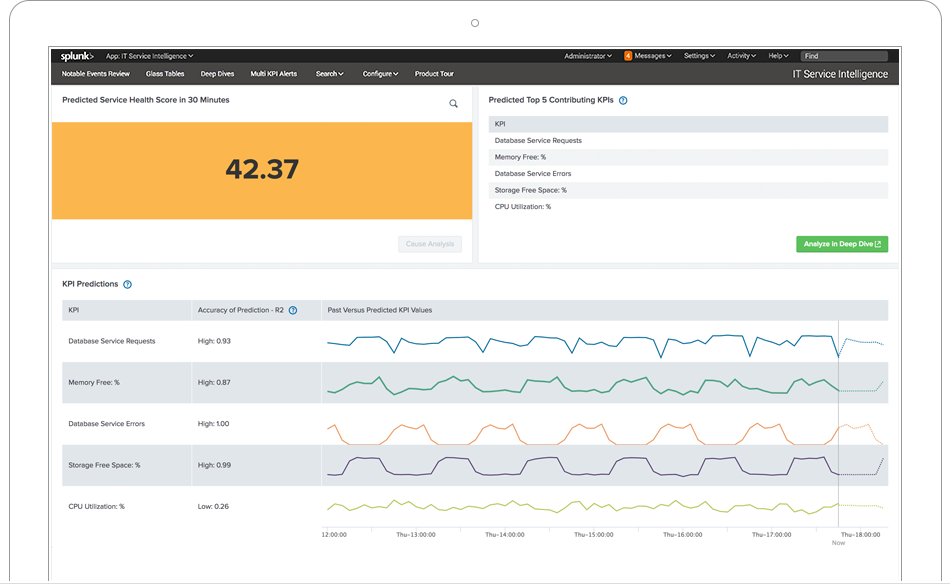 splunk> App: IT Service Intelligence Administrator 4 Messages Settings Activity Help Find
Notable Events Review Glass Tables Deep Dives Multi KPI Alerts Search Configure Product Tour IT Service Intelligence
Predicted Service Health Score in 30 Minutes
42.37
Cause Analysis
Predicted Top 5 Contributing KPIs ?
KPI
Database Service Requests
Memory Free: %
Database Service Errors
Storage Free Space: %
CPU Utilization: %
Analyze in Deep Dive
KPI Predictions ?
KPI Accuracy of Prediction - R2 ? Past Versus Predicted KPI Values
Database Service Requests High: 0.93
Memory Free: % High: 0.87
Database Service Errors High: 1.00
Storage Free Space: % High: 0.99
CPU Utilization: % Low: 0.26
12:00:00 Thu-13:00:00 Thu-14:00:00 Thu-15:00:00 Thu-16:00:00 Thu-17:00:00 Thu-18:00:00
Now